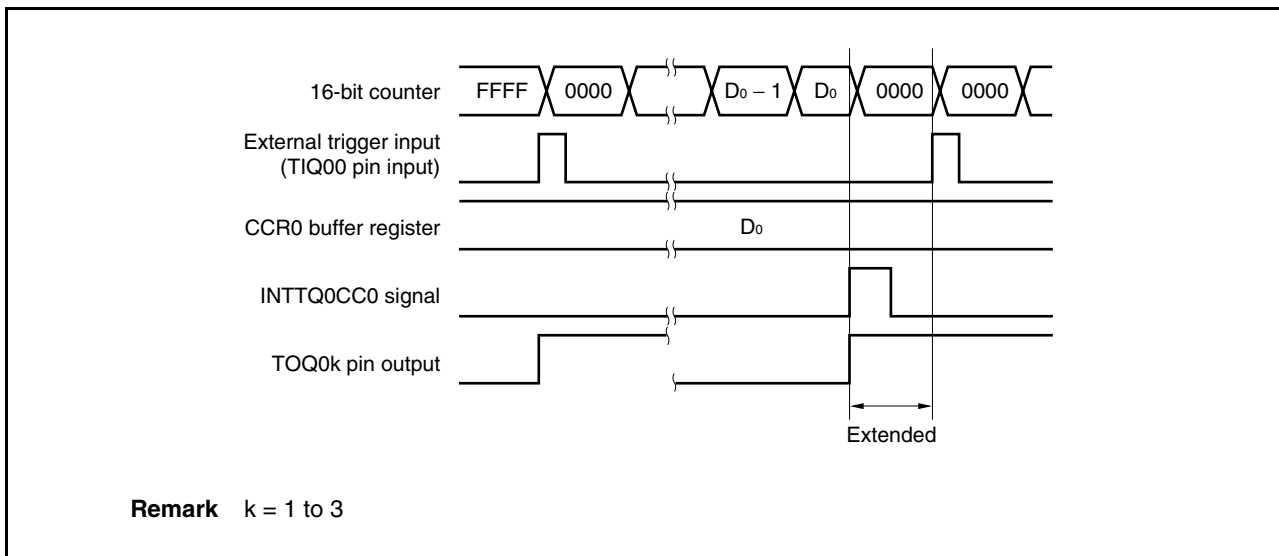 16-bit counter FFFF 0000 D0 − 1 D0 0000 0000
External trigger input
(TIQ00 pin input)
CCR0 buffer register D0
INTTQ0CC0 signal
TOQ0k pin output
Extended
Remark k = 1 to 3